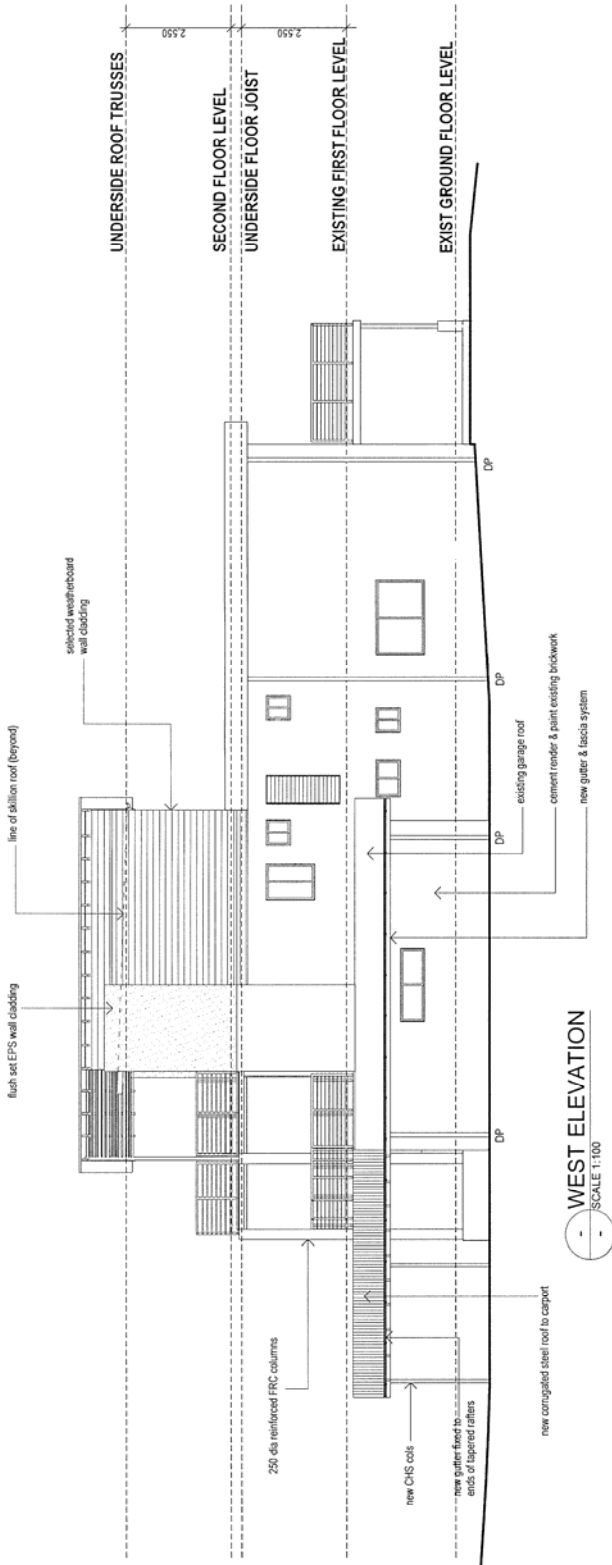 flush set EPS wall cladding
line of skillion roof (beyond)
selected weatherboard
wall cladding
UNDERSIDE ROOF TRUSSES
2.550
SECOND FLOOR LEVEL
UNDERSIDE FLOOR JOIST
2.550
EXISTING FIRST FLOOR LEVEL
EXIST GROUND FLOOR LEVEL
250 dia reinforced FRC columns
new CHS cols
new gutter fixed to
ends of tapered rafters
new corrugated steel roof to carport
DP
DP
DP
DP
existing garage roof
cement render & paint existing brickwork
new gutter & fascia system
-
-
WEST ELEVATION
SCALE 1:100